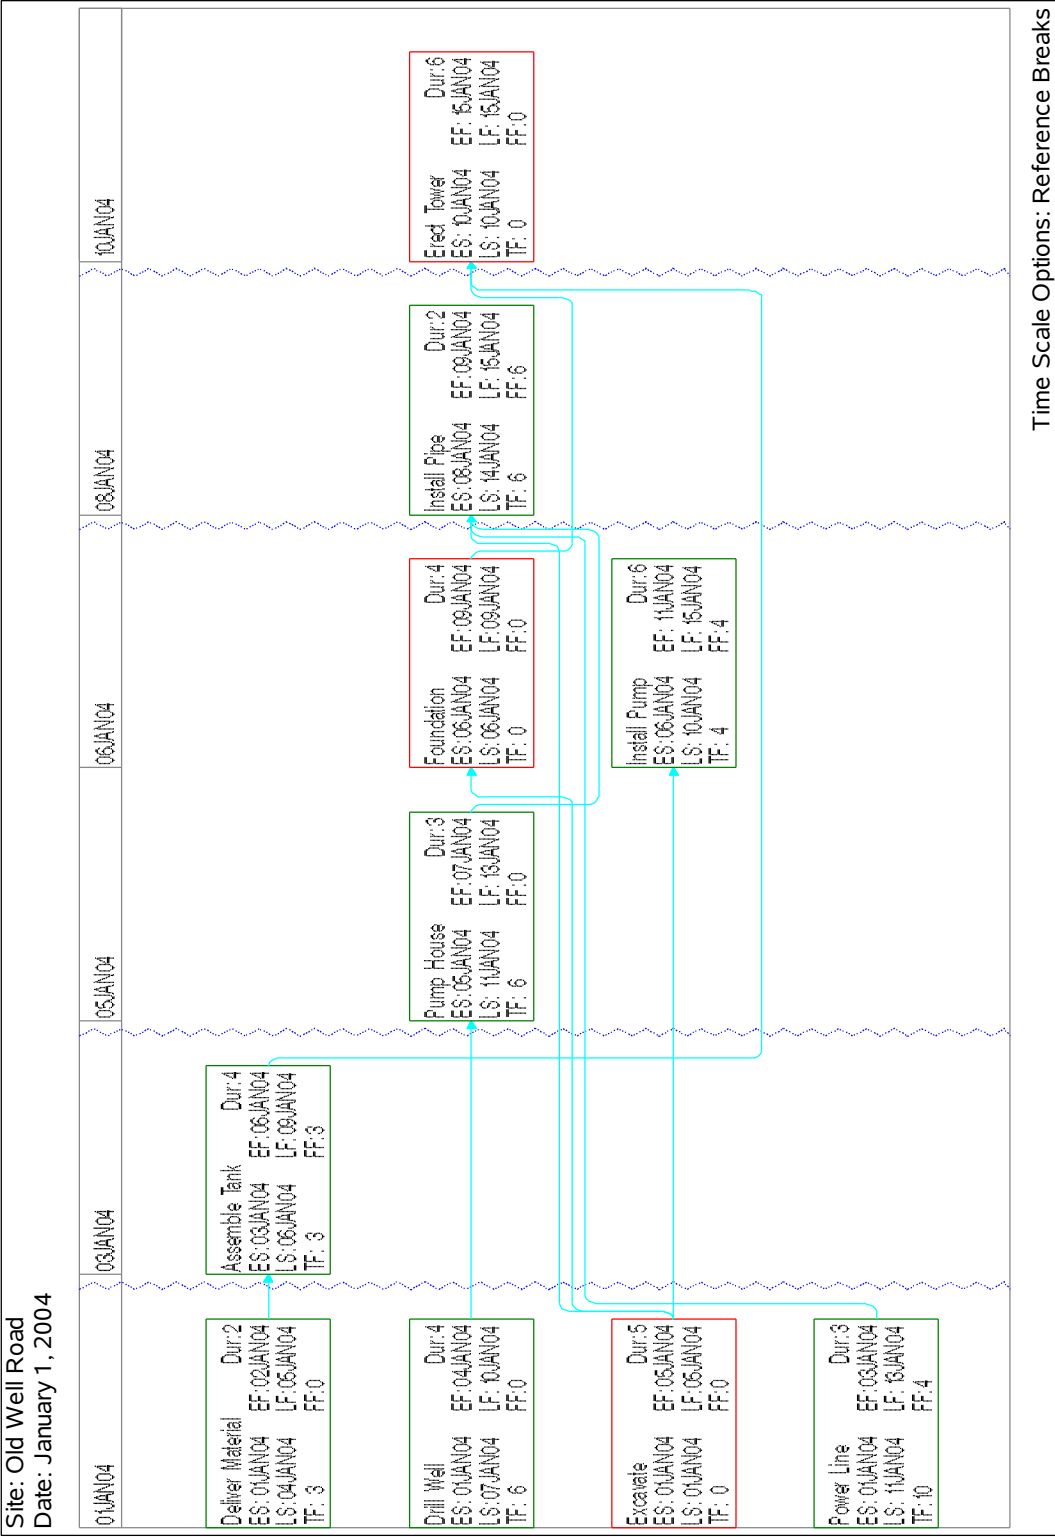 Site: Old Well Road
Date: January 1, 2004
01JAN04 03JAN04 05JAN04 06JAN04 08JAN04 10JAN04
Deliver Material Dur:2
ES: 01JAN04 EF:02JAN04
LS:04JAN04 LF:05JAN04
TF: 3 FF:0
Assemble Tank Dur:4
ES:03JAN04 EF:06JAN04
LS:06JAN04 LF:09JAN04
TF: 3 FF:3
Drill Well Dur:4
ES: 01JAN04 EF:04JAN04
LS:07JAN04 LF: 10JAN04
TF: 6 FF:0
Pump House Dur:3
ES:05JAN04 EF:07JAN04
LS: 11JAN04 LF: 13JAN04
TF: 6 FF:0
Foundation Dur:4
ES:06JAN04 EF:09JAN04
LS:06JAN04 LF:09JAN04
TF: 0 FF:0
Install Pipe Dur:2
ES:08JAN04 EF:09JAN04
LS: 14JAN04 LF: 15JAN04
TF: 6 FF:6
Erect Tower Dur:6
ES: 10JAN04 EF: 15JAN04
LS: 10JAN04 LF: 15JAN04
TF: 0 FF:0
Excavate Dur:5
ES: 01JAN04 EF:05JAN04
LS: 01JAN04 LF:05JAN04
TF: 0 FF:0
Install Pump Dur:6
ES:06JAN04 EF: 11JAN04
LS: 10JAN04 LF: 15JAN04
TF: 4 FF:4
Power Line Dur:3
ES: 01JAN04 EF:03JAN04
LS: 11JAN04 LF: 13JAN04
TF: 10 FF:4
Time Scale Options: Reference Breaks